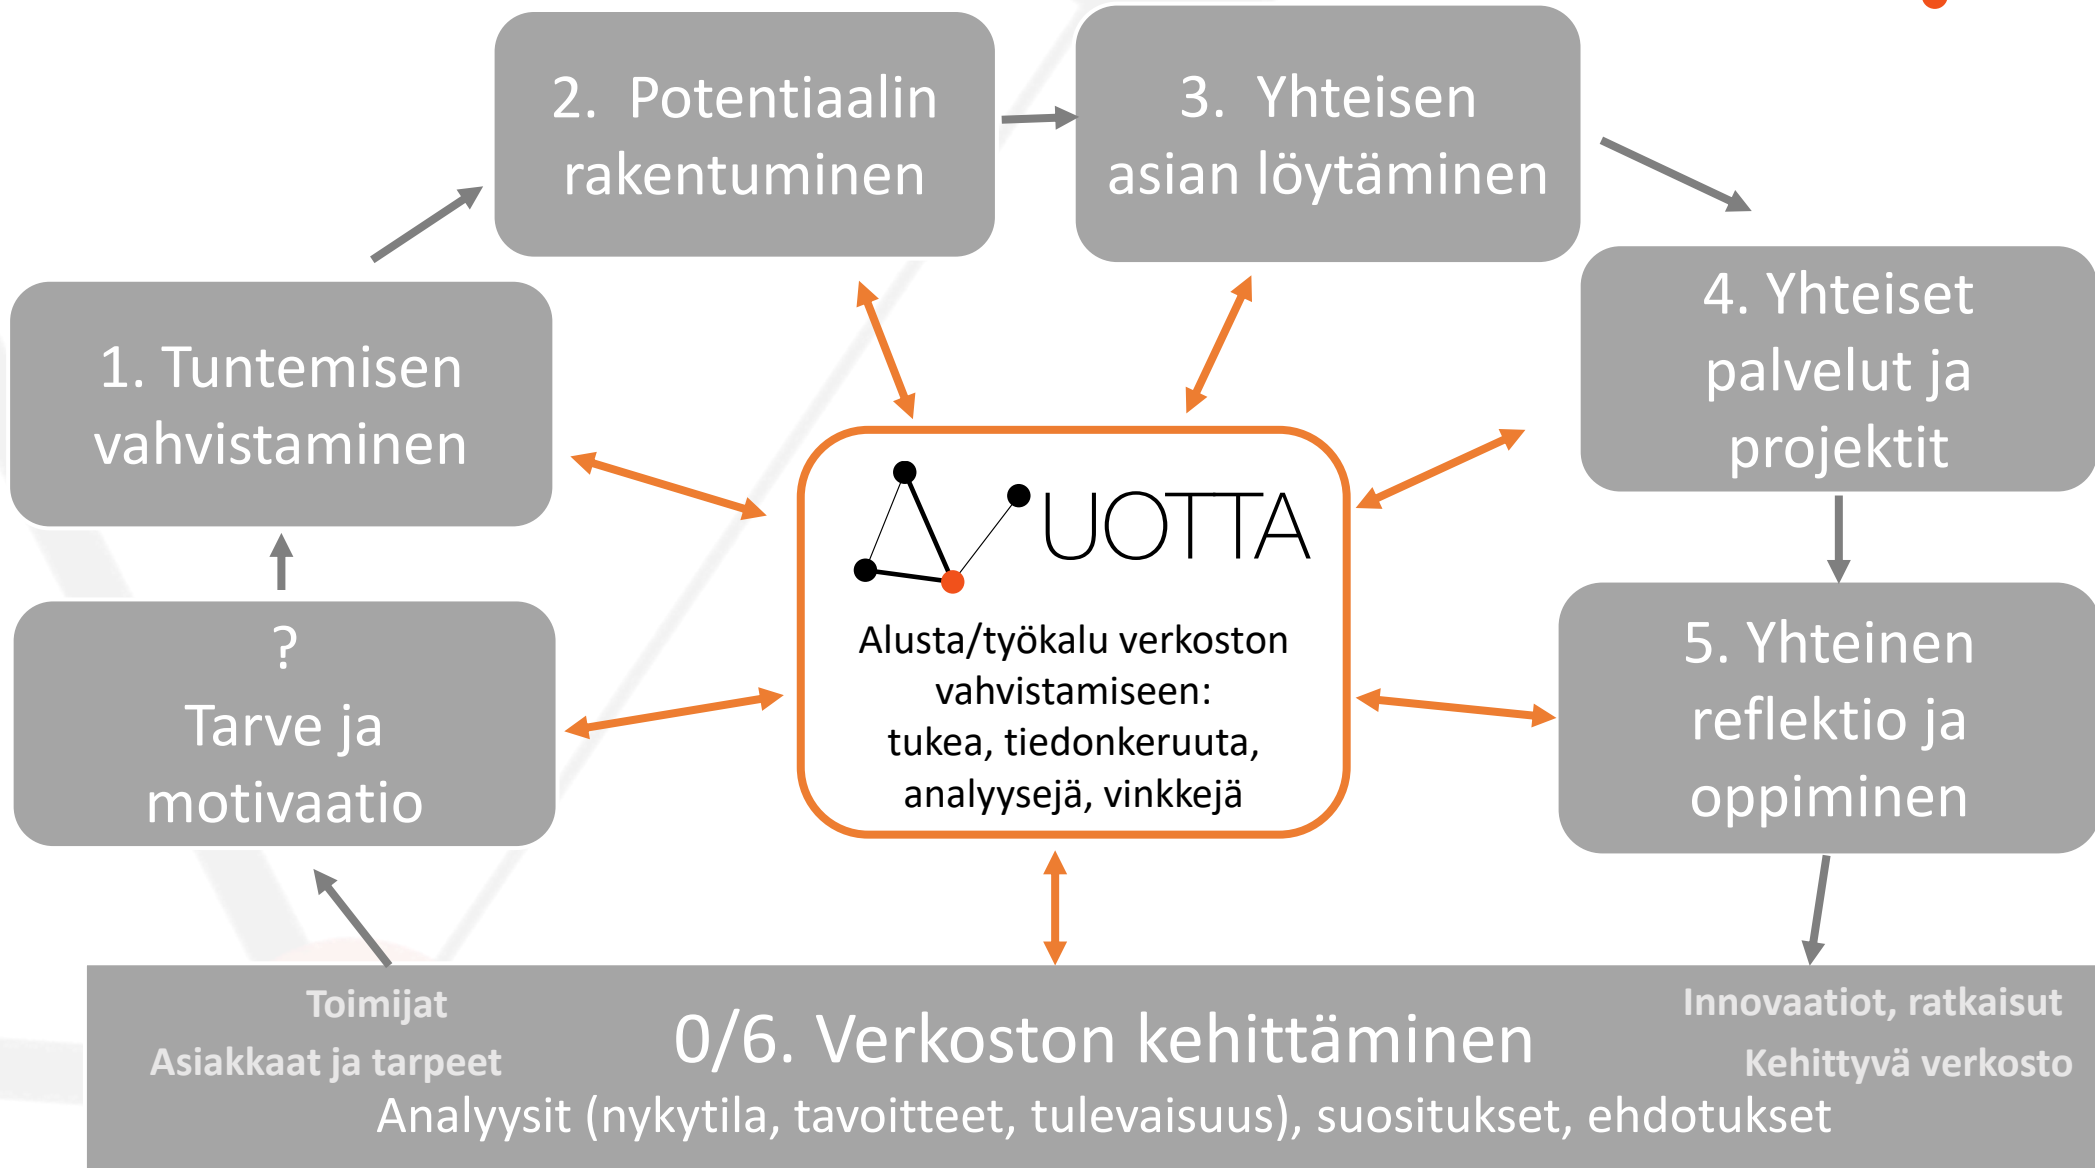 2. Potentiaalin
rakentuminen
3. Yhteisen
asian löytäminen
1. Tuntemisen
vahvistaminen
4. Yhteiset
palvelut ja
projektit
UOTTA
Alusta/työkalu verkoston
vahvistamiseen:
tukea, tiedonkeruuta,
analyysejä, vinkkejä
?
Tarve ja
motivaatio
5. Yhteinen
reflektio ja
oppiminen
Toimijat
Asiakkaat ja tarpeet
0/6. Verkoston kehittäminen
Innovaatiot, ratkaisut
Kehittyvä verkosto
Analyysit (nykytila, tavoitteet, tulevaisuus), suositukset, ehdotukset